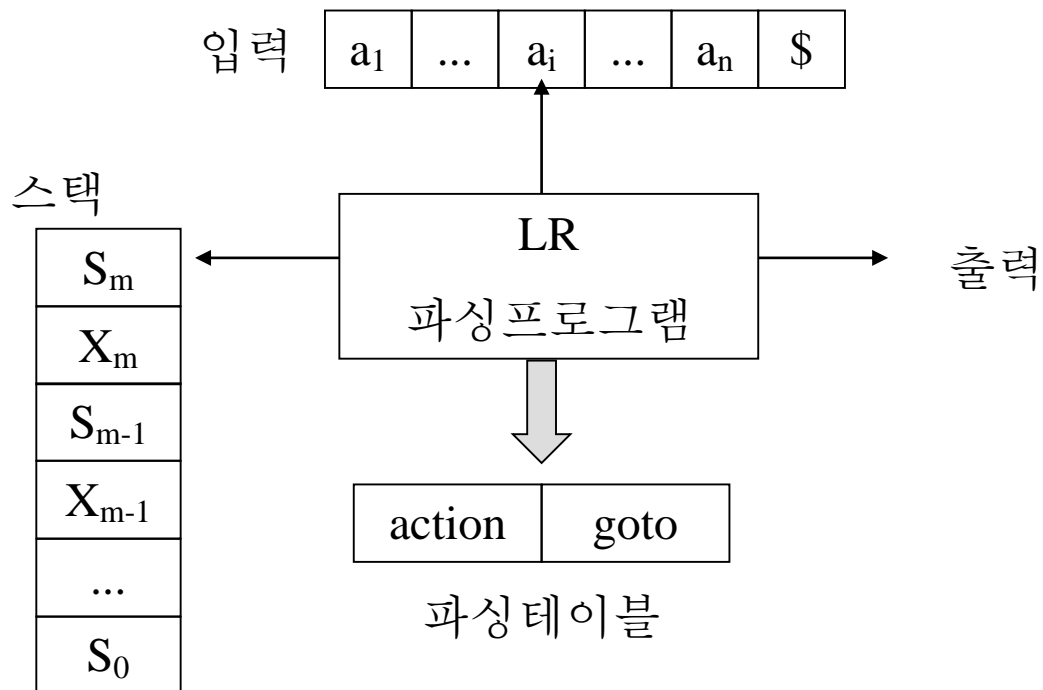 입력 a₁ ... aᵢ ... aₙ $
스택
Sₘ
Xₘ
Sₘ₋₁
Xₘ₋₁
...
S₀
LR
파싱프로그램
출력
action goto
파싱테이블